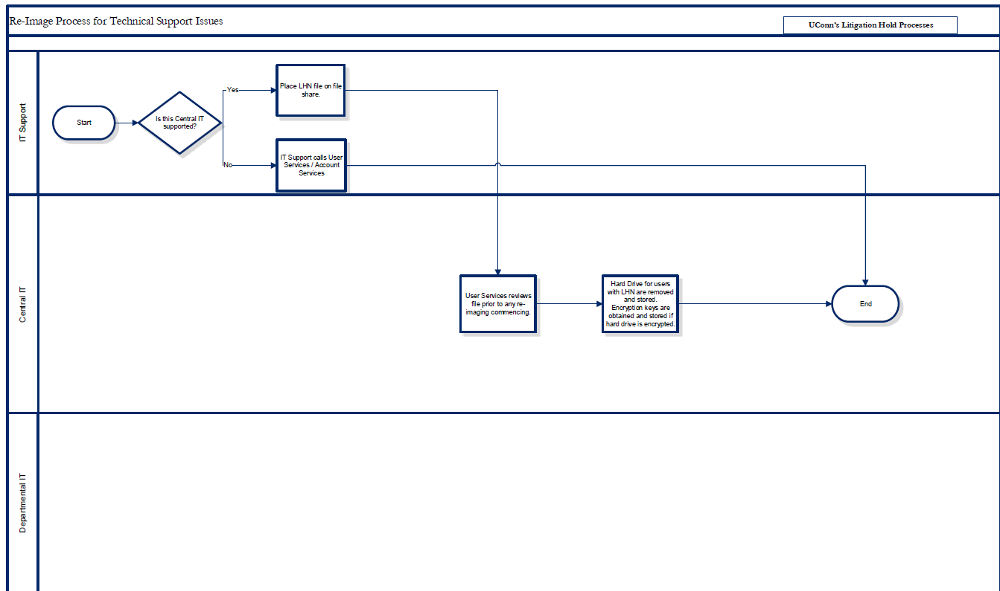 Re-Image Process for Technical Support Issues
UConn's Litigation Hold Processes
IT Support
Start
Is this Central IT
supported?
Yes
Place LHN file on file
share.
No
IT Support calls User
Services / Account
Services
Central IT
User Services reviews
file prior to any re-
imaging commencing.
Hard Drive for users
with LHN are removed
and stored.
Encryption keys are
obtained and stored if
hard drive is encrypted.
End
Departmental IT